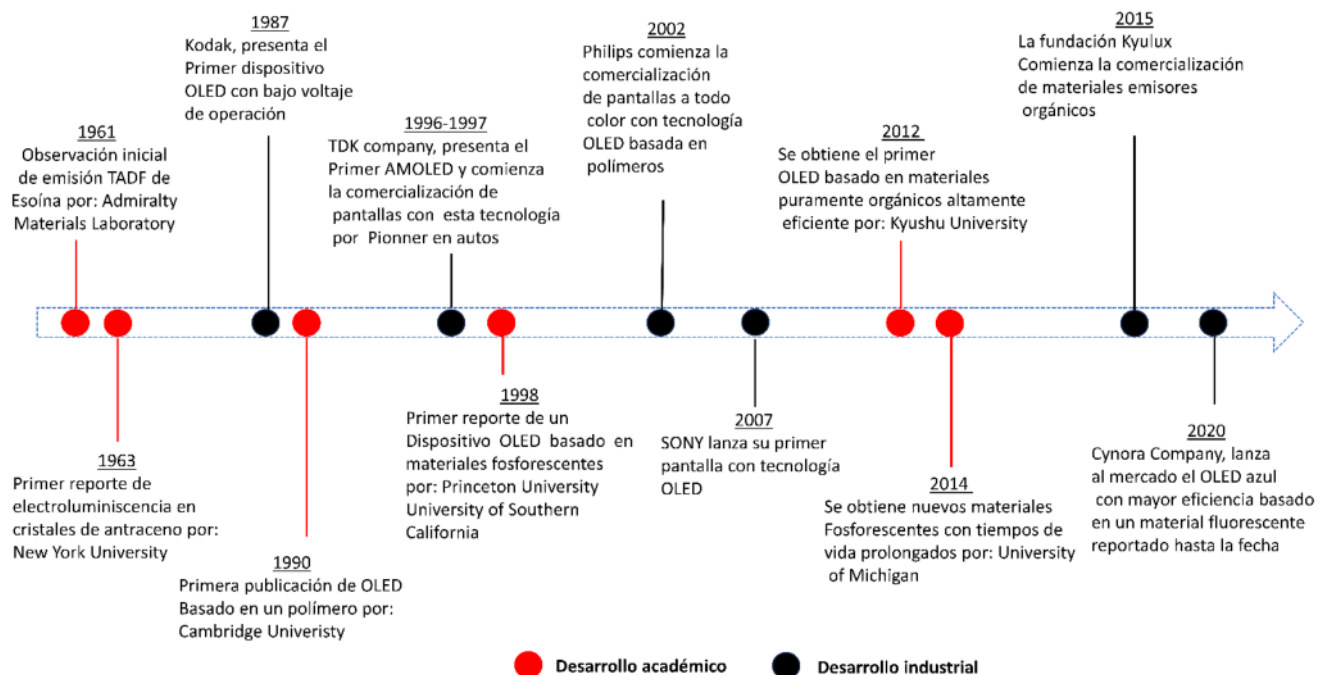 1987
Kodak, presenta el
Primer dispositivo
OLED con bajo voltaje
de operación
2002
Philips comienza la
comercialización
de pantallas a todo
color con tecnología
OLED basada en
polímeros
2015
La fundación Kyulux
Comienza la comercialización
de materiales emisores
orgánicos
1961
Observación inicial
de emisión TADF de
Esoína por: Admiralty
Materials Laboratory
1996-1997
TDK company, presenta el
Primer AMOLED y comienza
la comercialización de
pantallas con esta tecnología
por Pionner en autos
2012
Se obtiene el primer
OLED basado en materiales
puramente orgánicos altamente
eficiente por: Kyushu University
1963
Primer reporte de
electroluminiscencia en
cristales de antraceno por:
New York University
1990
Primera publicación de OLED
Basado en un polímero por:
Cambridge Univeristy
1998
Primer reporte de un
Dispositivo OLED basado en
materiales fosforescentes
por: Princeton University
University of Southern
California
2007
SONY lanza su primer
pantalla con tecnología
OLED
2014
Se obtiene nuevos materiales
Fosforescentes con tiempos de
vida prolongados por: University
of Michigan
2020
Cynora Company, lanza
al mercado el OLED azul
con mayor eficiencia basado
en un material fluorescente
reportado hasta la fecha
Desarrollo académico
Desarrollo industrial